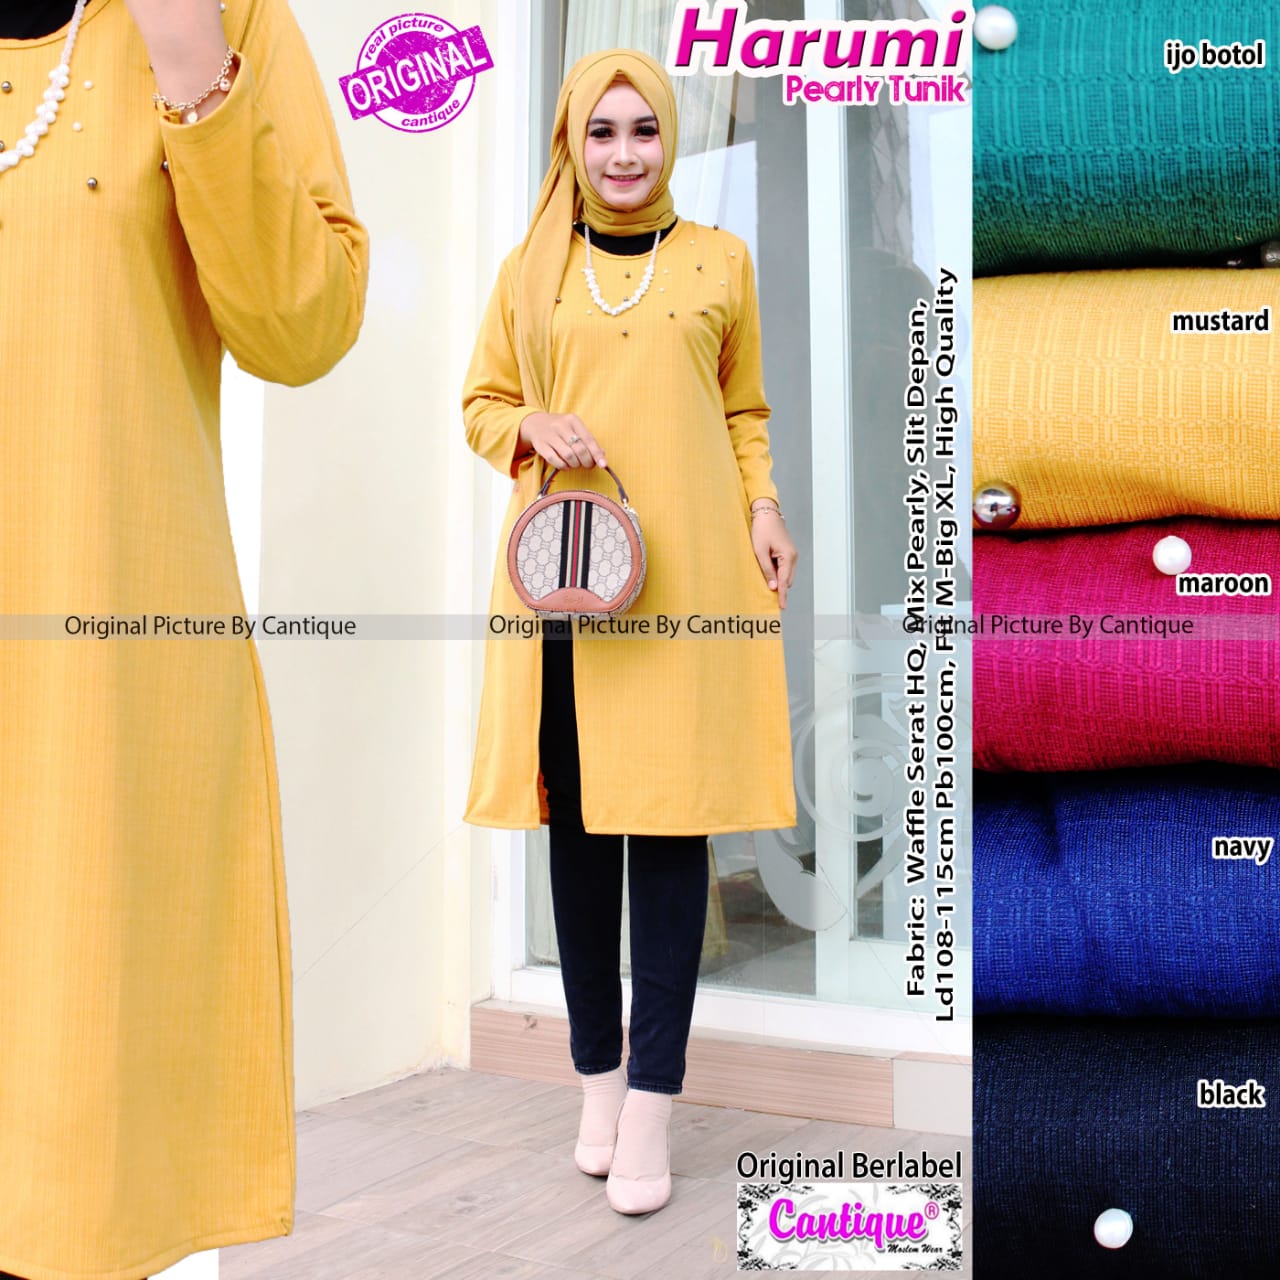 real picture
ORIGINAL
cantique
Harumi
Pearly Tunik
ijo botol
mustard
maroon
navy
black
Fabric: Waffle Serat HQ, Mix Pearly, Slit Depan,
Ld108-115cm Pb100cm, Fit M-Big XL, High Quality
Original Picture By Cantique
Original Picture By Cantique
Original Picture By Cantique
Original Berlabel
Cantique®
Moslem Wear